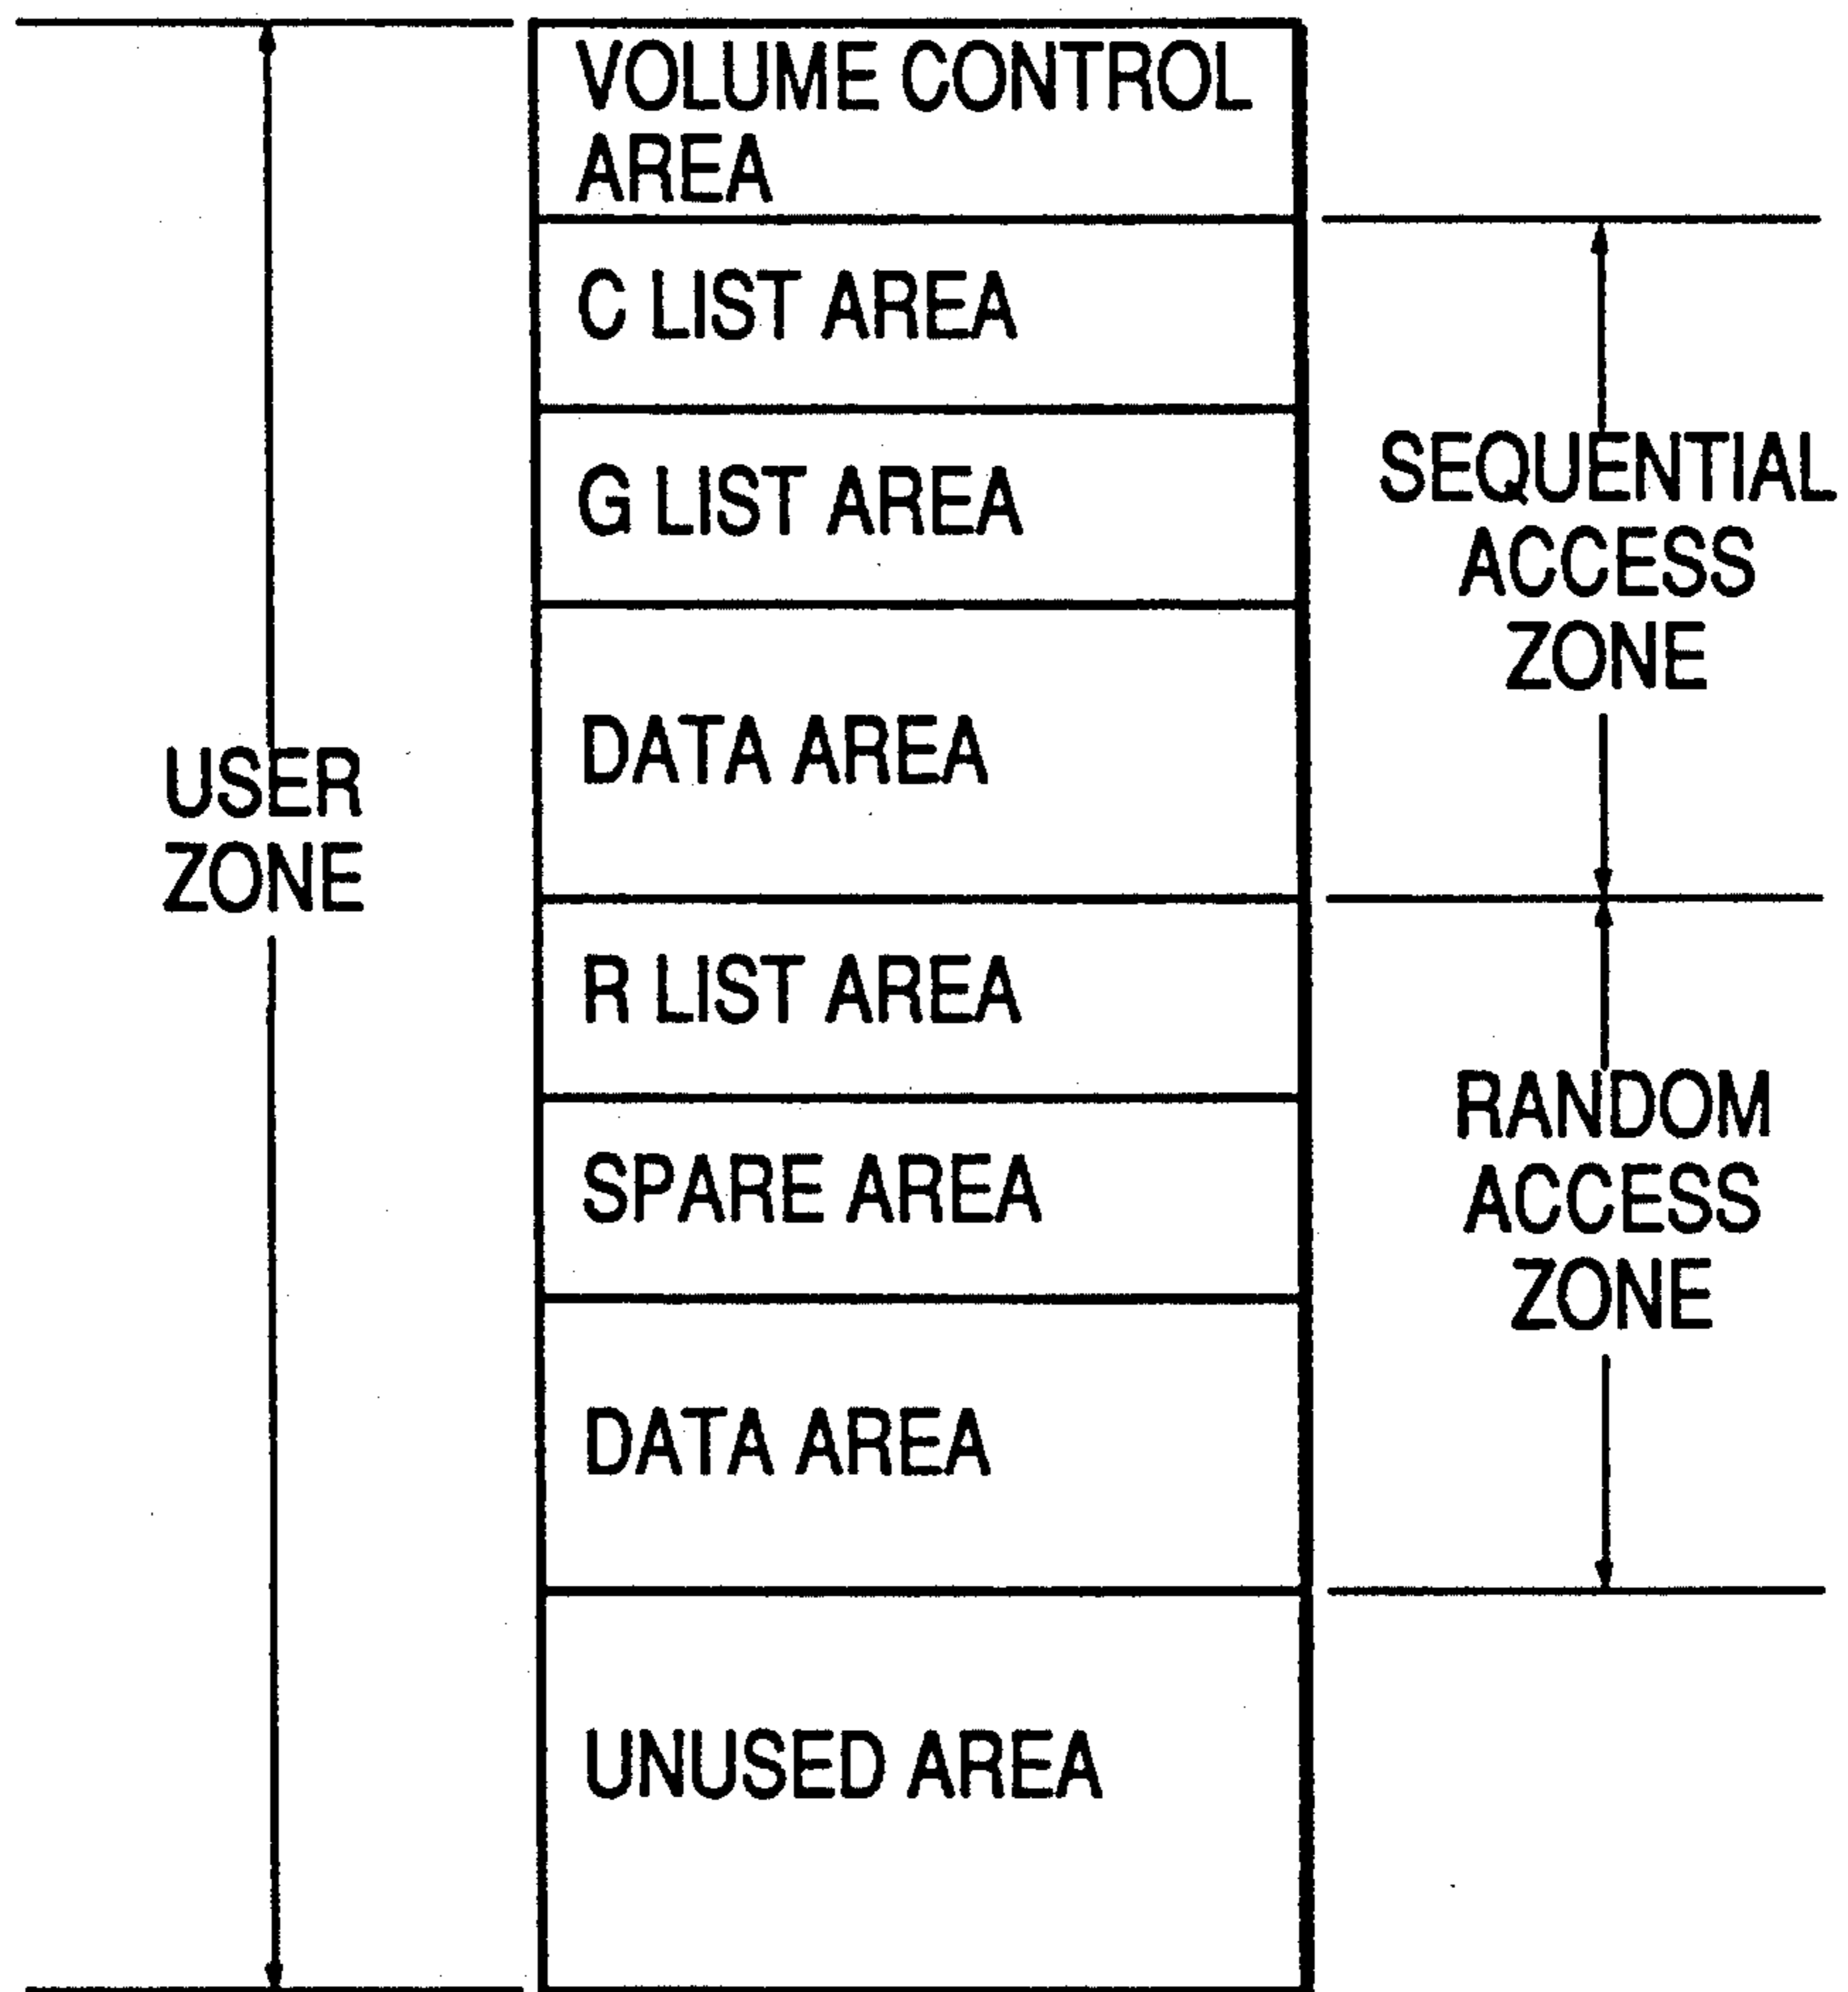 VOLUME CONTROL
AREA
C LIST AREA
G LIST AREA
DATA AREA
R LIST AREA
SPARE AREA
DATA AREA
UNUSED AREA
USER
ZONE
SEQUENTIAL
ACCESS
ZONE
RANDOM
ACCESS
ZONE